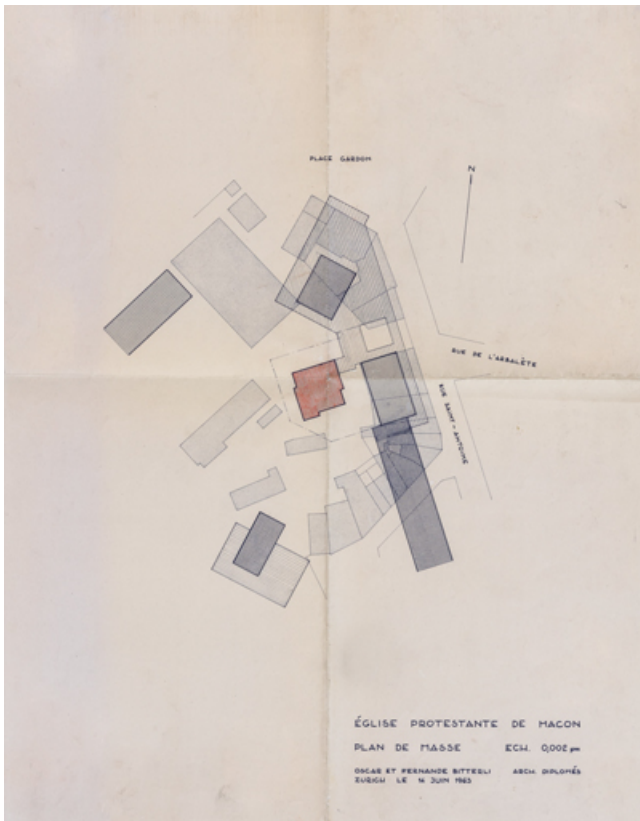 PLACE GARDON
N
RUE DE L'ARBALÈTE
RUE SAINT-ANTOINE
ÉGLISE PROTESTANTE DE MACON
PLAN DE MASSE ECH. 0,002 pm
OSCAR ET FERNANDE BITTERLI ARCH. DIPLOMÉS
ZURICH LE 14 JUIN 1963